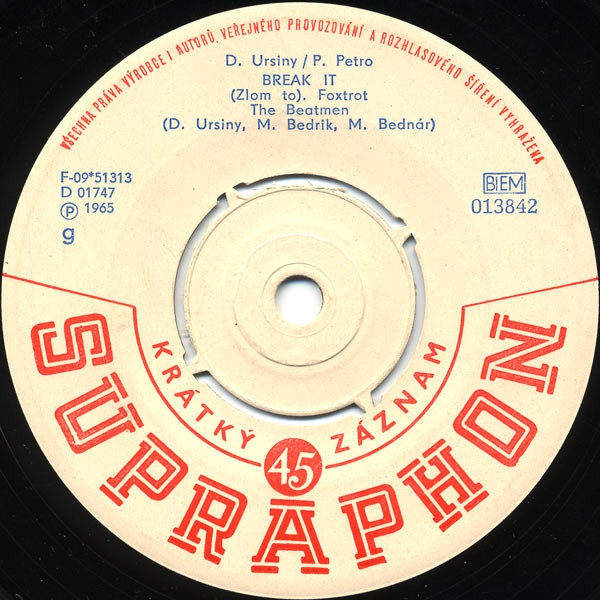 VŠECHNA PRÁVA VÝROBCE I AUTORŮ, VEŘEJNÉHO PROVOZOVÁNÍ A ROZHLASOVÉHO ŠÍŘENÍ VYHRAŽENA
D. Ursiny / P. Petro
BREAK IT
(Zlom to). Foxtrot
The Beatmen
(D. Ursiny, M. Bedrik, M. Bednár)
F-09*51313
D 01747
Ⓟ 1965
g
BIEM
013842
KRÁTKÝ ZÁZNAM
45
SUPRAPHON